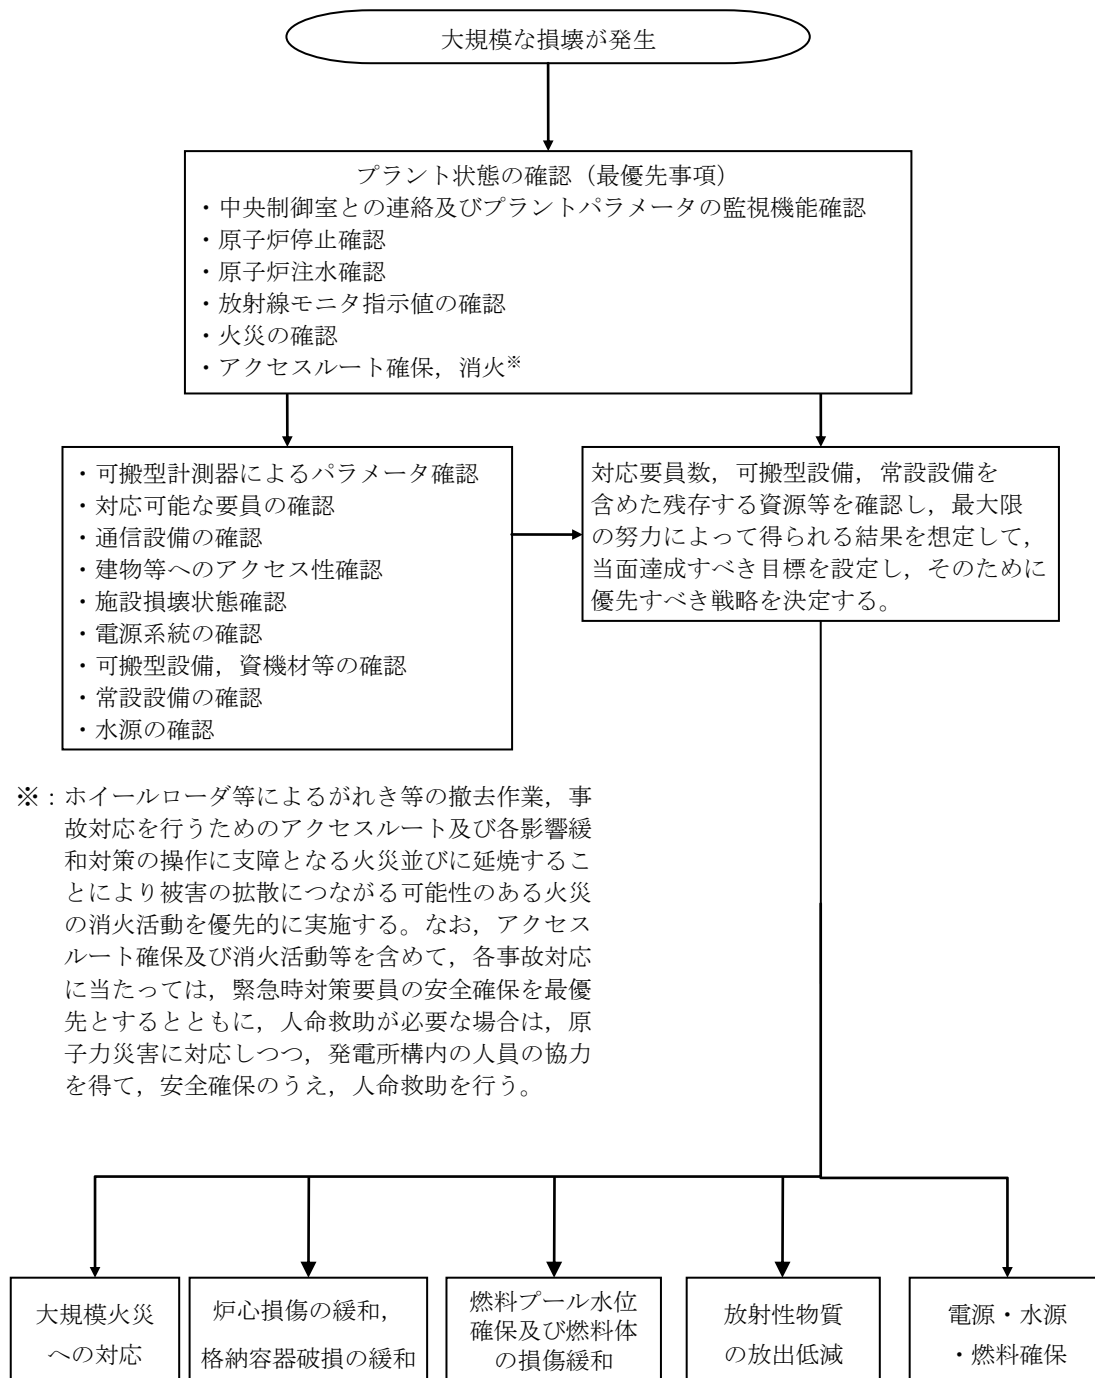 大規模な損壊が発生
プラント状態の確認（最優先事項）
・中央制御室との連絡及びプラントパラメータの監視機能確認
・原子炉停止確認
・原子炉注水確認
・放射線モニタ指示値の確認
・火災の確認
・アクセスルート確保，消火※
・可搬型計測器によるパラメータ確認
・対応可能な要員の確認
・通信設備の確認
・建物等へのアクセス性確認
・施設損壊状態確認
・電源系統の確認
・可搬型設備，資機材等の確認
・常設設備の確認
・水源の確認
対応要員数，可搬型設備，常設設備を
含めた残存する資源等を確認し，最大限
の努力によって得られる結果を想定して，
当面達成すべき目標を設定し，そのために
優先すべき戦略を決定する。
※：ホイールローダ等によるがれき等の撤去作業，事
故対応を行うためのアクセスルート及び各影響緩
和対策の操作に支障となる火災並びに延焼するこ
とにより被害の拡散につながる可能性のある火災
の消火活動を優先的に実施する。なお，アクセス
ルート確保及び消火活動等を含めて，各事故対応
に当たっては，緊急時対策要員の安全確保を最優
先とするとともに，人命救助が必要な場合は，原
子力災害に対応しつつ，発電所構内の人員の協力
を得て，安全確保のうえ，人命救助を行う。
大規模火災
への対応
炉心損傷の緩和，
格納容器破損の緩和
燃料プール水位
確保及び燃料体
の損傷緩和
放射性物質
の放出低減
電源・水源
・燃料確保